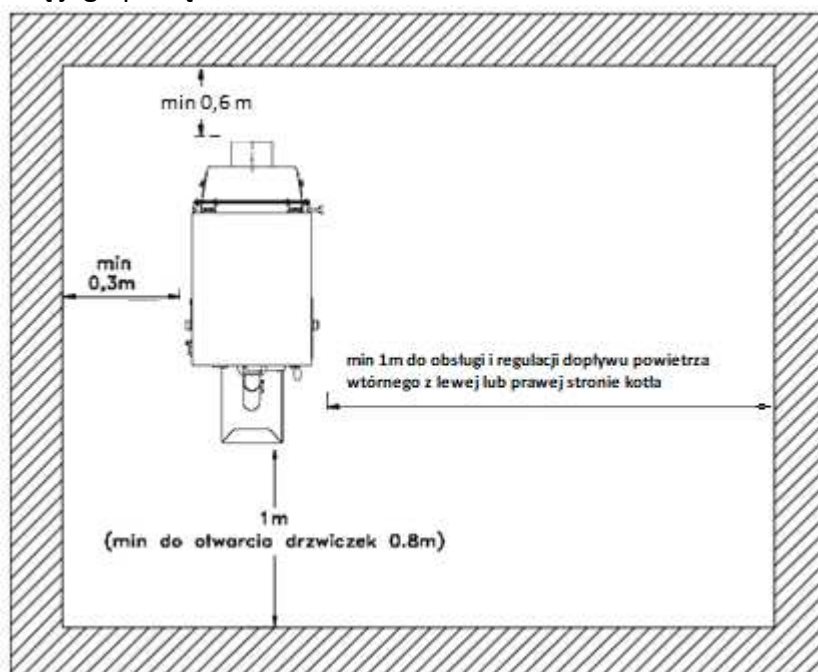 min 0,6 m
min
0,3m
min 1m do obsługi i regulacji dopływu powietrza
wtórnego z lewej lub prawej stronie kotła
1m
(min do otwarcia drzwiczek 0.8m)